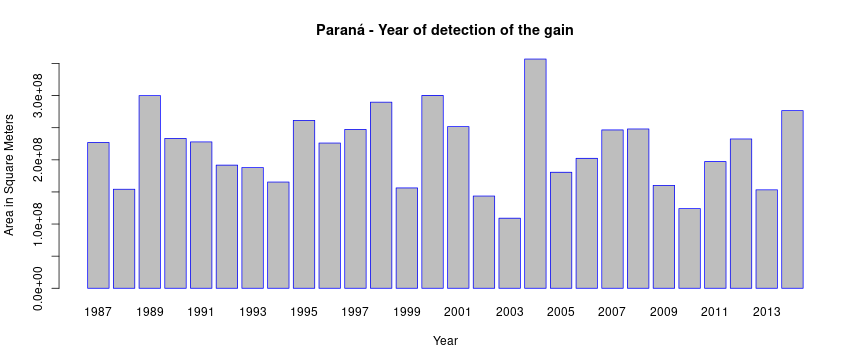 Paraná - Year of detection of the gain
Area in Square Meters
3.0e+08
2.0e+08
1.0e+08
0.0e+00
1987 1989 1991 1993 1995 1997 1999 2001 2003 2005 2007 2009 2011 2013
Year